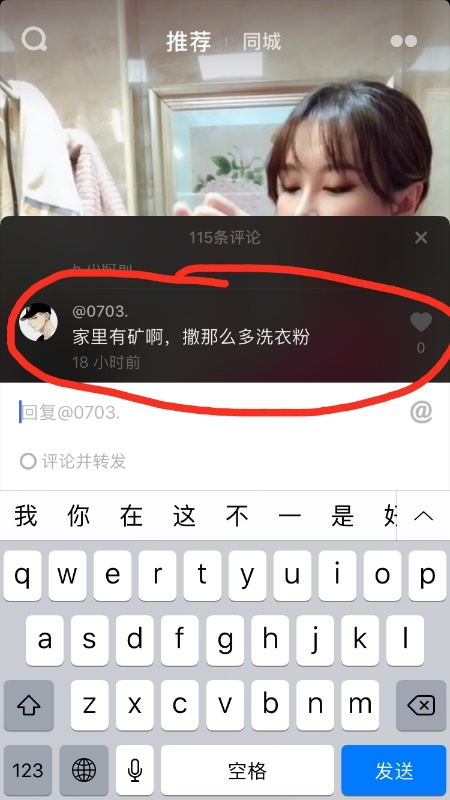 推荐 同城
115条评论
@0703.
家里有矿啊，撒那么多洗衣粉
18 小时前
0
回复@0703.
@
评论并转发
我 你 在 这 不 一 是
q w e r t y u i o p
a s d f g h j k l
z x c v b n m
123 空格 发送